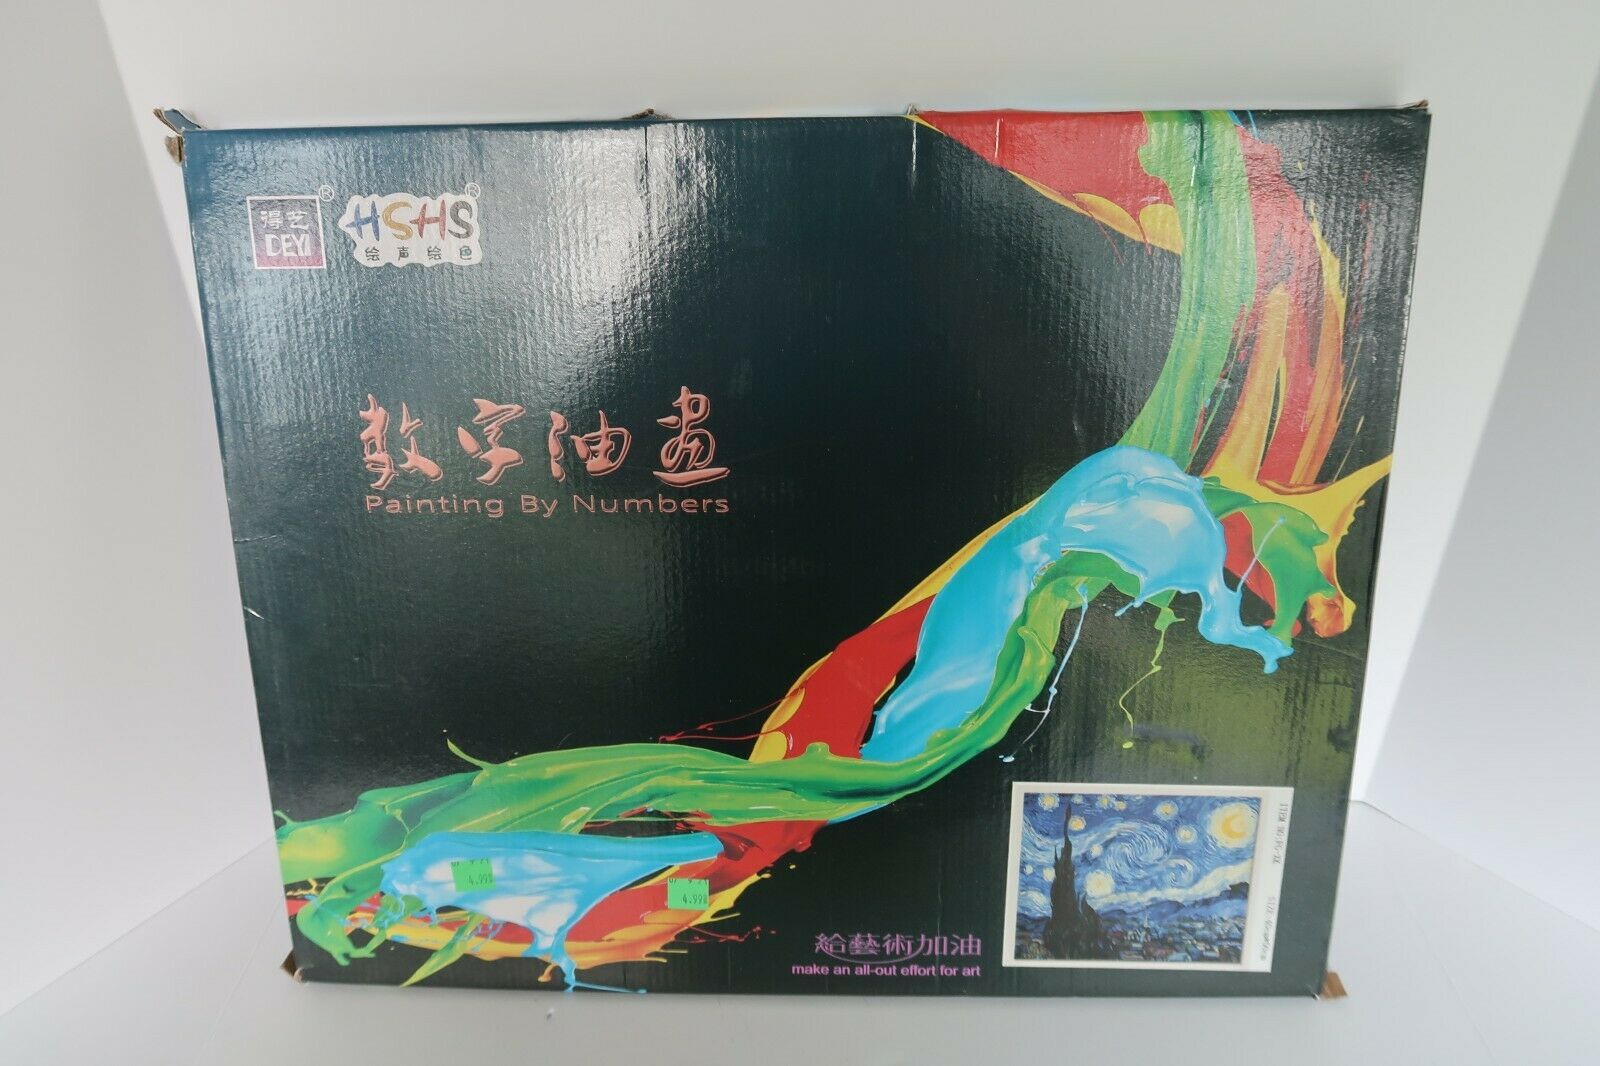 得艺
DEYI
®
HSHS
®
绘声绘色
數字油畫
Painting By Numbers
4.99
4.99
給藝術加油
make an all-out effort for art